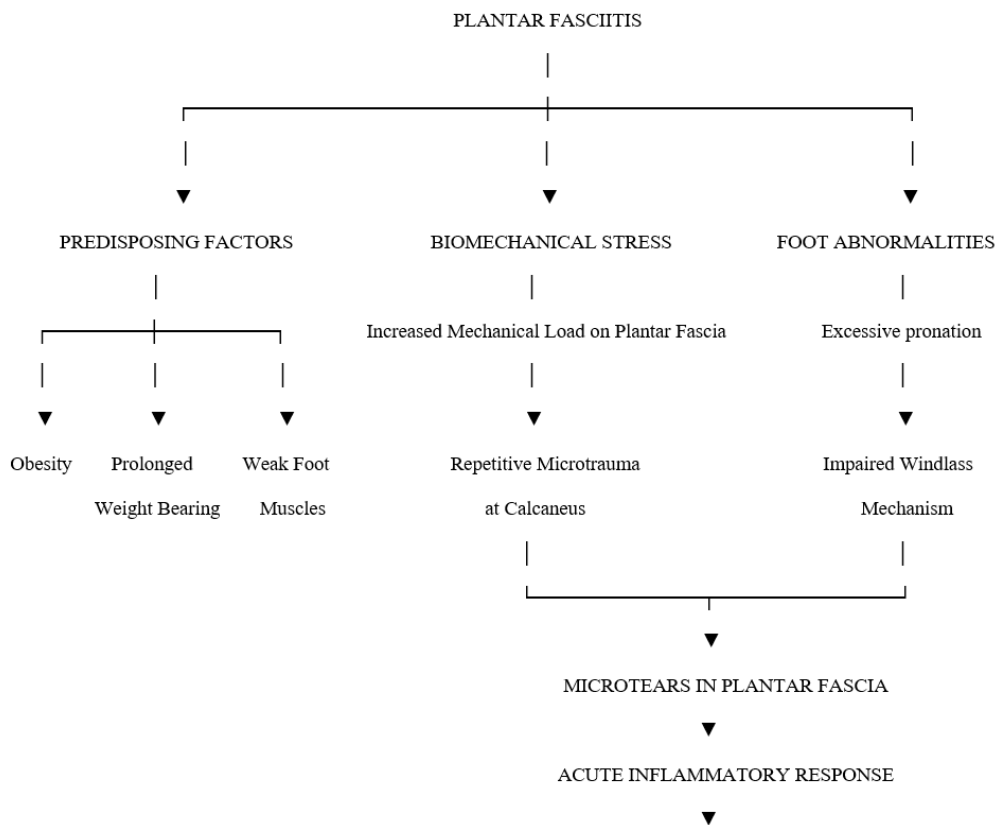 PLANTAR FASCIITIS
PREDISPOSING FACTORS BIOMECHANICAL STRESS FOOT ABNORMALITIES
Increased Mechanical Load on Plantar Fascia Excessive pronation
Obesity Prolonged Weak Foot Repetitive Microtrauma Impaired Windlass
Weight Bearing Muscles at Calcaneus Mechanism
MICROTEARS IN PLANTAR FASCIA
ACUTE INFLAMMATORY RESPONSE